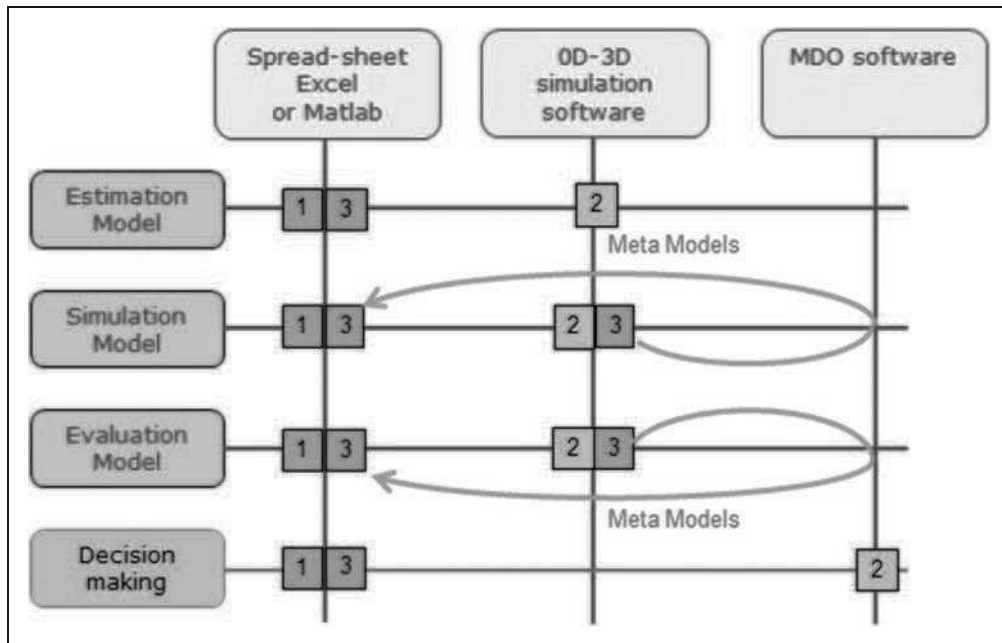 Spread-sheet
Excel
or Matlab
0D-3D
simulation
software
MDO software
Estimation
Model
1 3 2
Meta Models
Simulation
Model
1 3 2 3
Evaluation
Model
1 3 2 3
Meta Models
Decision
making
1 3 2